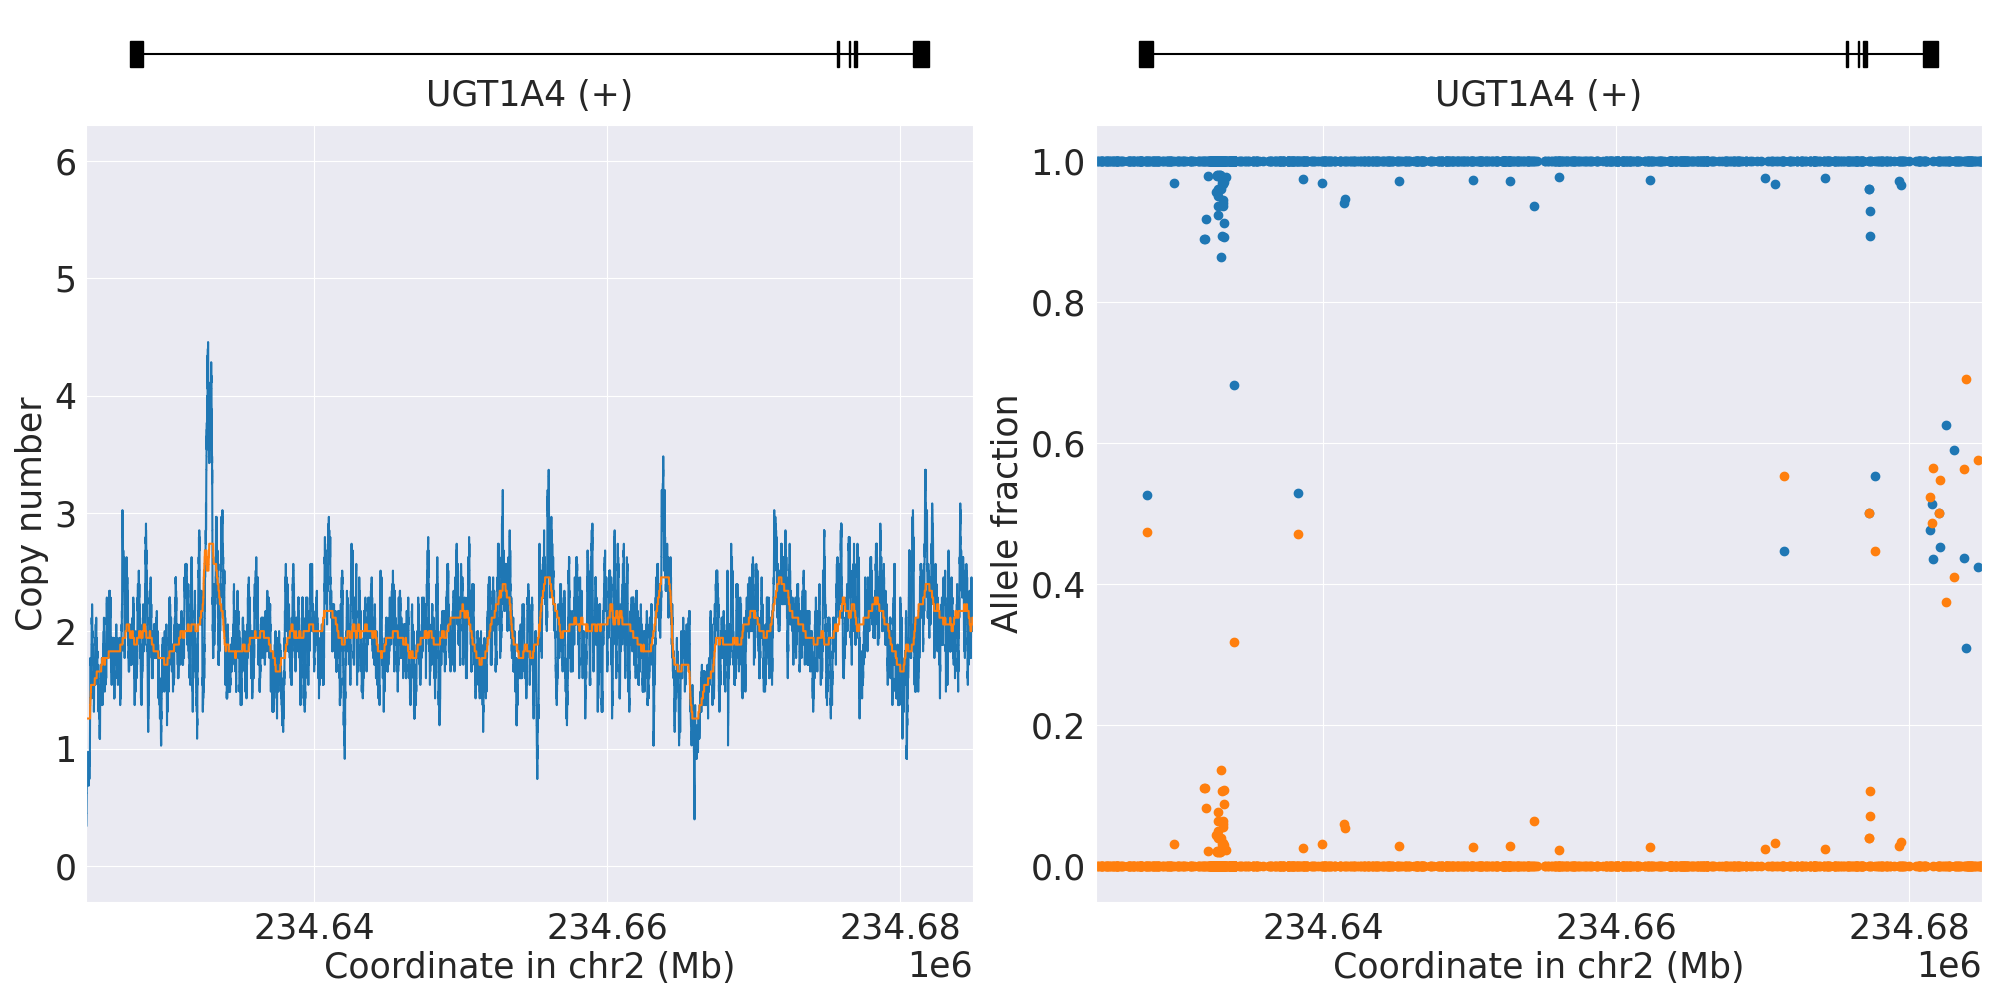 UGT1A4 (+)
Copy number
6
5
4
3
2
1
0
234.64
234.66
234.68
Coordinate in chr2 (Mb)
1e6
UGT1A4 (+)
Allele fraction
1.0
0.8
0.6
0.4
0.2
0.0
234.64
234.66
234.68
Coordinate in chr2 (Mb)
1e6